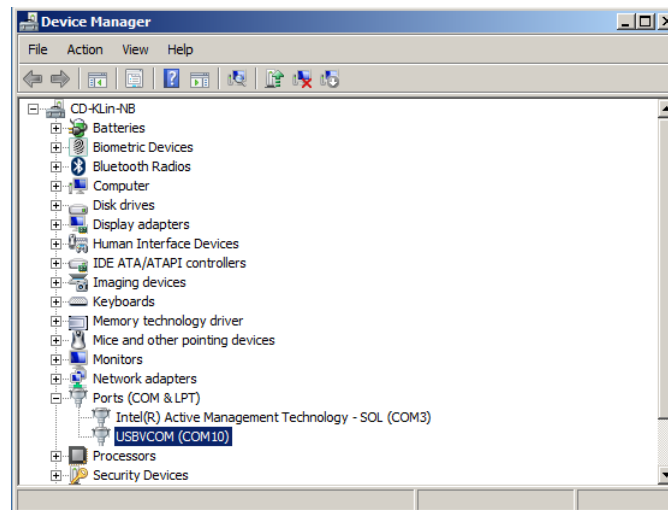 Device Manager
File Action View Help
CD-KLin-NB
Batteries
Biometric Devices
Bluetooth Radios
Computer
Disk drives
Display adapters
Human Interface Devices
IDE ATA/ATAPI controllers
Imaging devices
Keyboards
Memory technology driver
Mice and other pointing devices
Monitors
Network adapters
Ports (COM & LPT)
Intel(R) Active Management Technology - SOL (COM3)
USBVCOM (COM10)
Processors
Security Devices